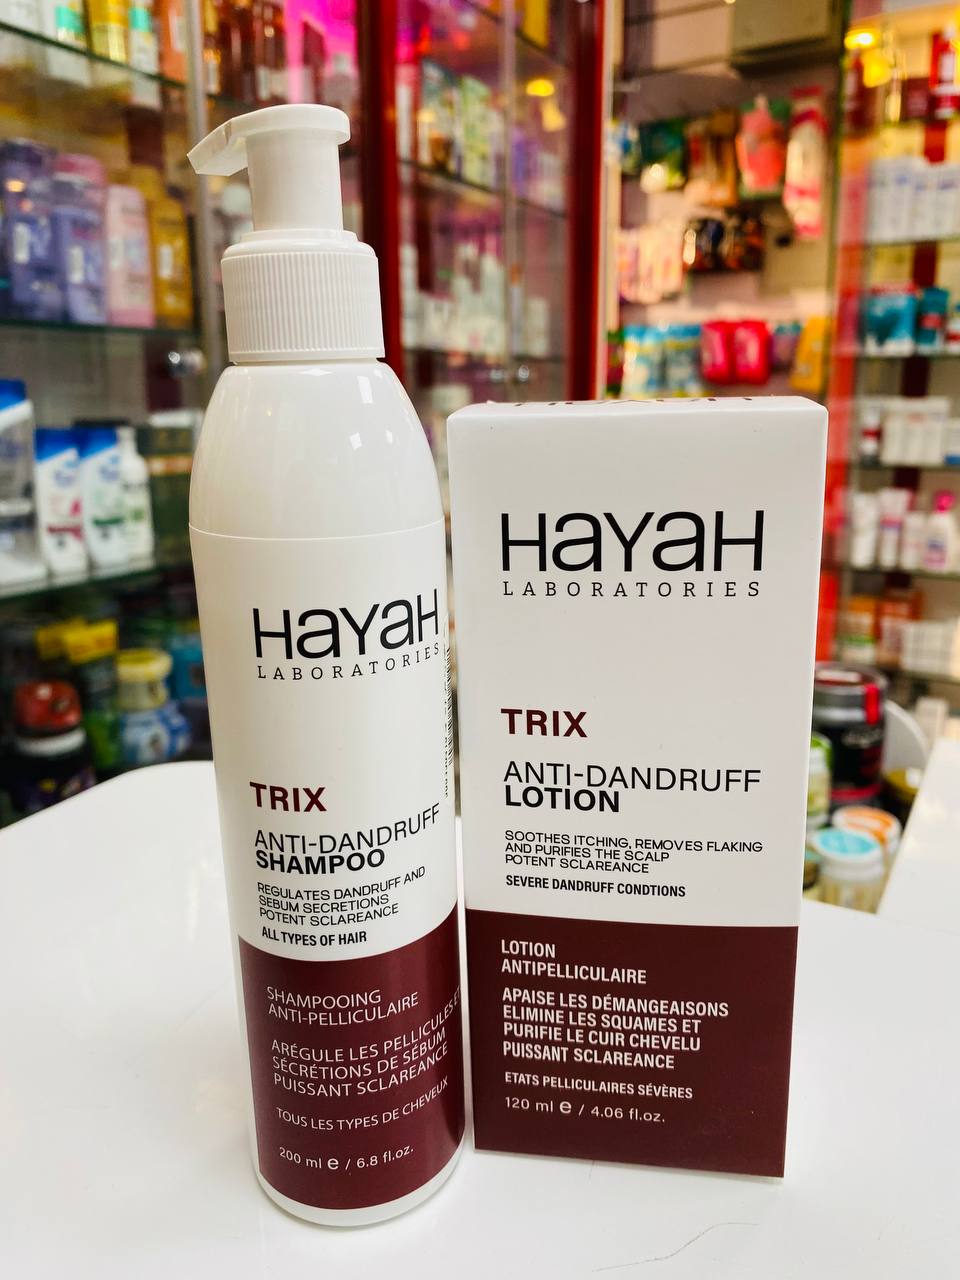 HAYAH
LABORATORIES
TRIX
ANTI-DANDRUFF
SHAMPOO
REGULATES DANDRUFF AND
SEBUM SECRETIONS
POTENT SCLAREANCE
ALL TYPES OF HAIR
SHAMPOOING
ANTI-PELLICULAIRE
ARÉGULE LES PELLICULES ET
SÉCRÉTIONS DE SÉBUM
PUISSANT SCLAREANCE
TOUS LES TYPES DE CHEVEUX
200 ml e / 6.8 fl.oz.
HAYAH
LABORATORIES
TRIX
ANTI-DANDRUFF
LOTION
SOOTHES ITCHING, REMOVES FLAKING
AND PURIFIES THE SCALP
POTENT SCLAREANCE
SEVERE DANDRUFF CONDTIONS
LOTION
ANTIPELLICULAIRE
APAISE LES DÉMANGEAISONS
ELIMINE LES SQUAMES ET
PURIFIE LE CUIR CHEVELU
PUISSANT SCLAREANCE
ETATS PELLICULAIRES SÉVÈRES
120 ml e / 4.06 fl.oz.